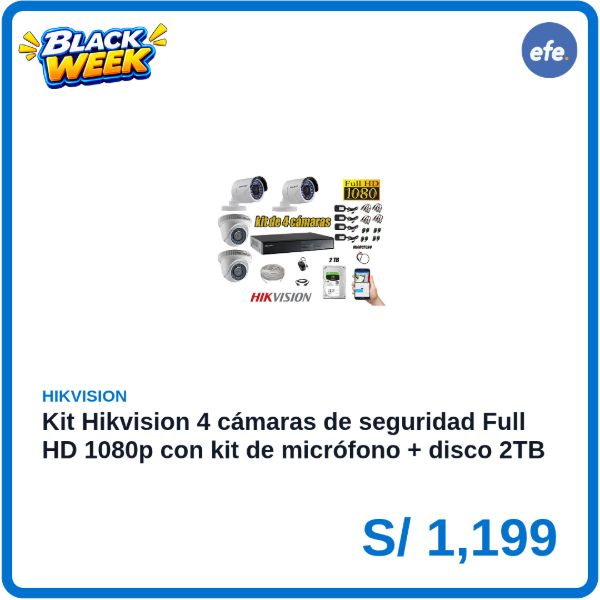 BLACK
WEEK
efe.
Full HD
1080
kit de 4 cámaras
2 TB
HIKVISION
HIKVISION
Kit Hikvision 4 cámaras de seguridad Full
HD 1080p con kit de micrófono + disco 2TB
S/ 1,199